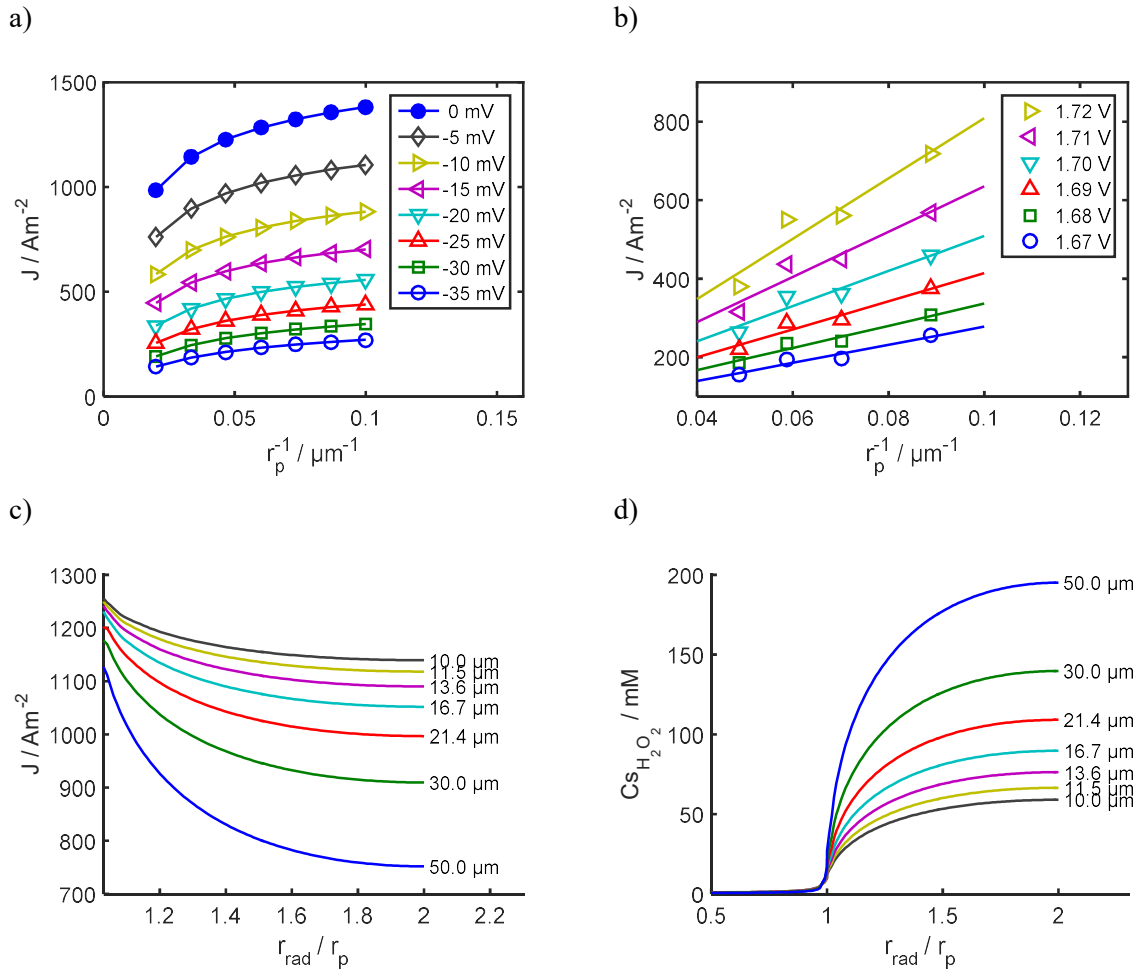 a)
1500
1000
500
0
0
0.05
0.1
0.15
J / Am-2
rp-1 / µm-1
0 mV
-5 mV
-10 mV
-15 mV
-20 mV
-25 mV
-30 mV
-35 mV
b)
800
600
400
200
0.04
0.06
0.08
0.1
0.12
J / Am-2
rp-1 / µm-1
1.72 V
1.71 V
1.70 V
1.69 V
1.68 V
1.67 V
c)
1300
1200
1100
1000
900
800
700
1.2
1.4
1.6
1.8
2
2.2
J / Am-2
rrad / rp
10.0 µm
11.5 µm
13.6 µm
16.7 µm
21.4 µm
30.0 µm
50.0 µm
d)
200
150
100
50
0
0.5
1
1.5
2
CsH2O2 / mM
rrad / rp
50.0 µm
30.0 µm
21.4 µm
16.7 µm
13.6 µm
11.5 µm
10.0 µm